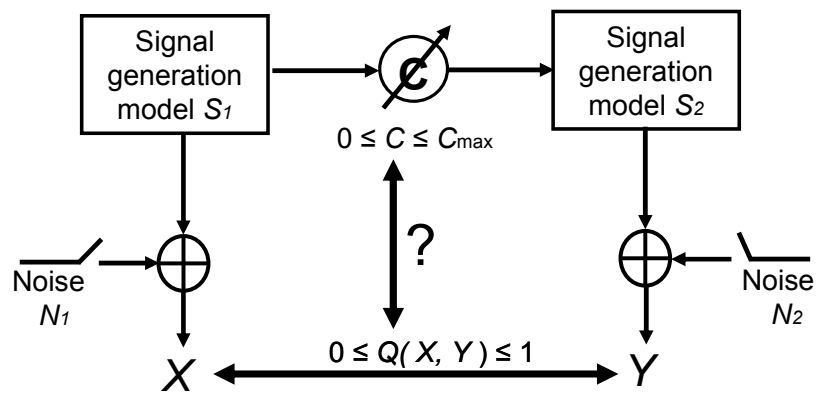 Signal
generation
model S1
C
Signal
generation
model S2
0 ≤ C ≤ Cmax
?
Noise
N1
Noise
N2
0 ≤ Q( X, Y ) ≤ 1
X
Y